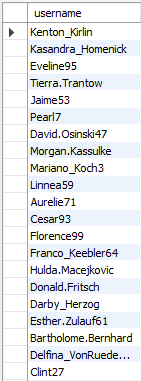 username
Kenton_Kirlin
Kasandra_Homenick
Eveline95
Tierra.Trantow
Jaime53
Pearl7
David.Osinski47
Morgan.Kassulke
Mariano_Koch3
Linnea59
Aurelie71
Cesar93
Florence99
Franco_Keebler64
Hulda.Macejkovic
Donald.Fritsch
Darby_Herzog
Esther.Zulauf61
Bartholome.Bernhard
Delfina_VonRuede...
Clint27